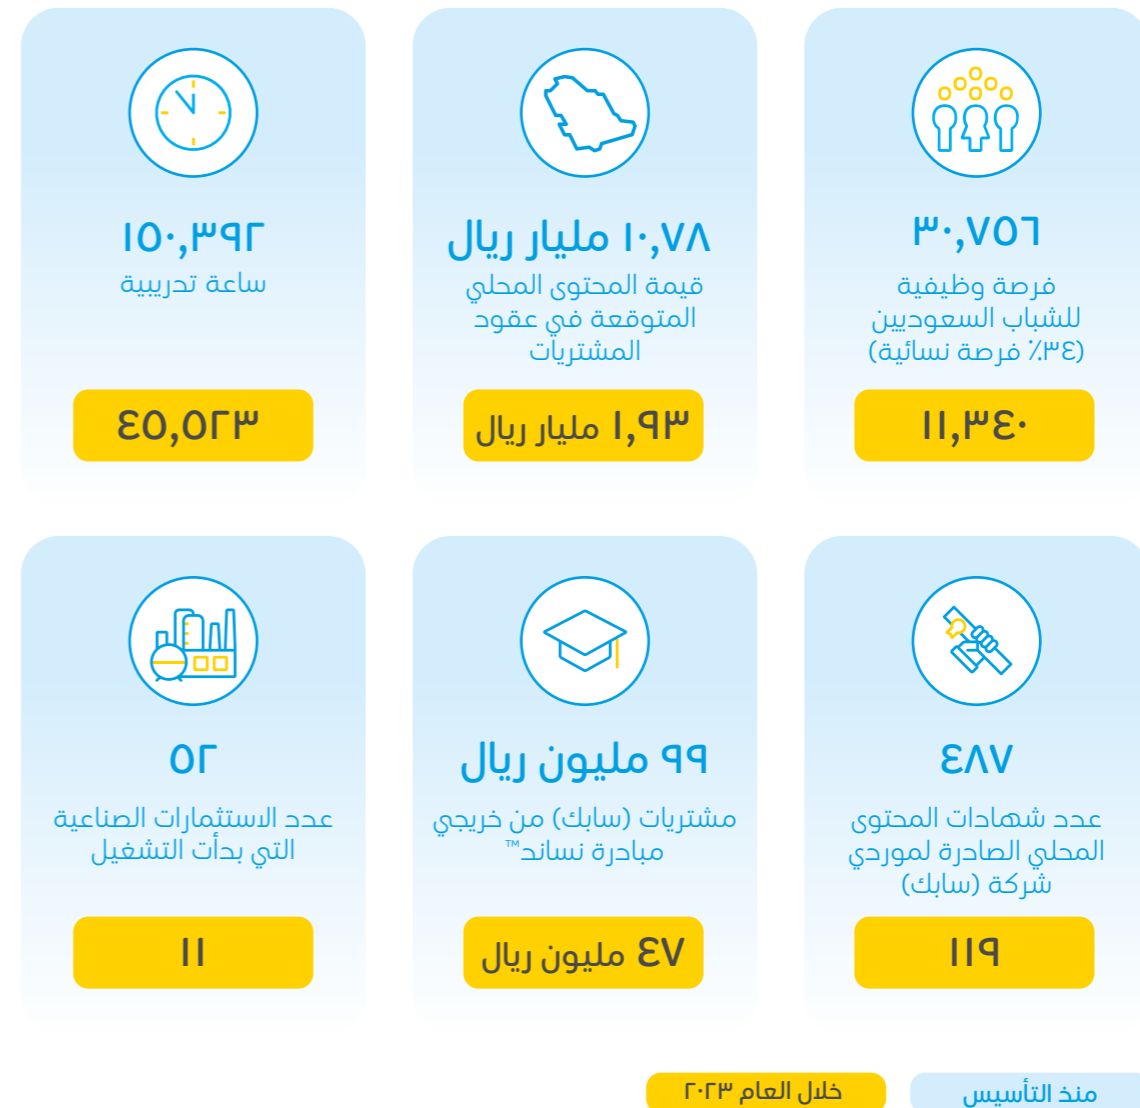 ٣٠,٧٥٦
فرصة وظيفية
للشباب السعوديين
(٣٤٪ فرصة نسائية)
١١,٣٤٠
١٠,٧٨ مليار ريال
قيمة المحتوى المحلي
المتوقعة في عقود
المشتريات
١,٩٣ مليار ريال
١٥٠,٣٩٢
ساعة تدريبية
٤٥,٥٢٣
٤٨٧
عدد شهادات المحتوى
المحلي الصادرة لموردي
شركة (سابك)
١١٩
٩٩ مليون ريال
مشتريات (سابك) من خريجي
مبادرة نساند™
٤٧ مليون ريال
٥٢
عدد الاستثمارات الصناعية
التي بدأت التشغيل
١١
منذ التأسيس
خلال العام ٢٠٢٣